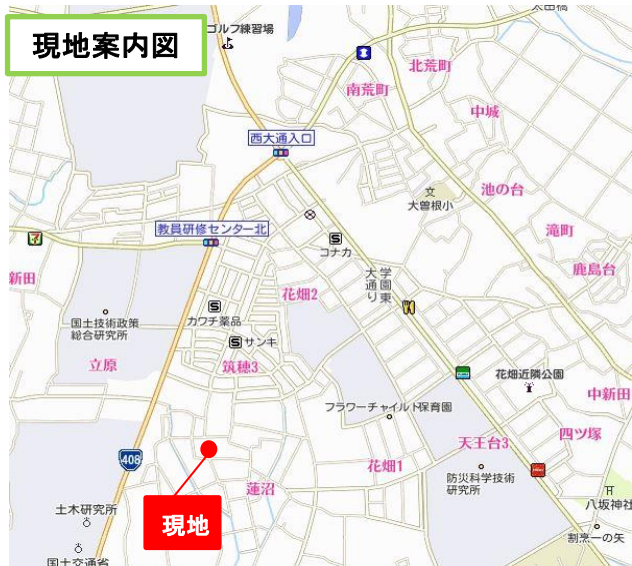 現地案内図
ゴルフ練習場
北荒町
南荒町
中城
西大通入口
池の台
文
大曽根小
教員研修センター北
コナカ
滝町
鹿島台
新田
学園東
大通り
花畑2
国土技術政策
総合研究所
カワチ薬品
サンキ
立原
筑穂3
花畑近隣公園
中新田
フラワーチャイルド保育園
四ツ塚
天王台3
408
花畑1
防災科学技術
研究所
蓮沼
土木研究所
現地
八坂神社
割烹一の矢
国土交通省